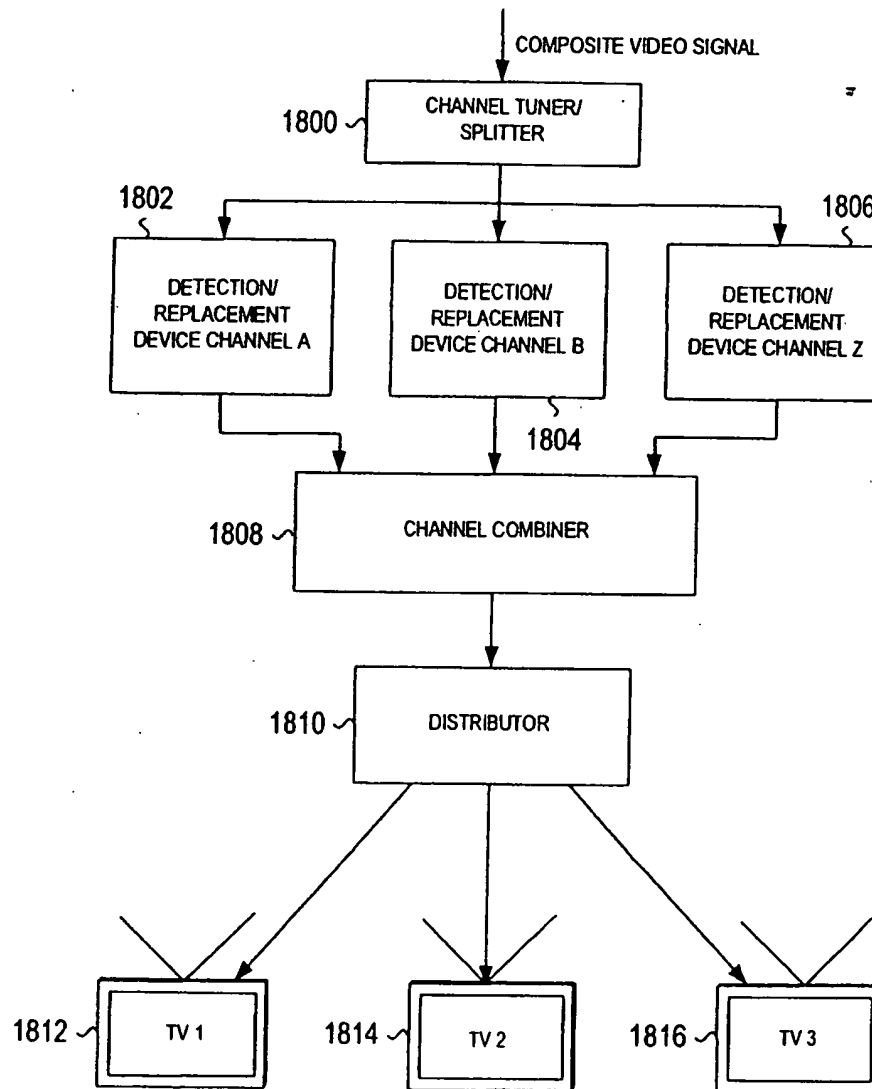 COMPOSITE VIDEO SIGNAL
1800
CHANNEL TUNER/
SPLITTER
1802
1806
DETECTION/
REPLACEMENT
DEVICE CHANNEL A
DETECTION/
REPLACEMENT
DEVICE CHANNEL B
DETECTION/
REPLACEMENT
DEVICE CHANNEL Z
1804
1808
CHANNEL COMBINER
1810
DISTRIBUTOR
1812
TV 1
1814
TV 2
1816
TV 3